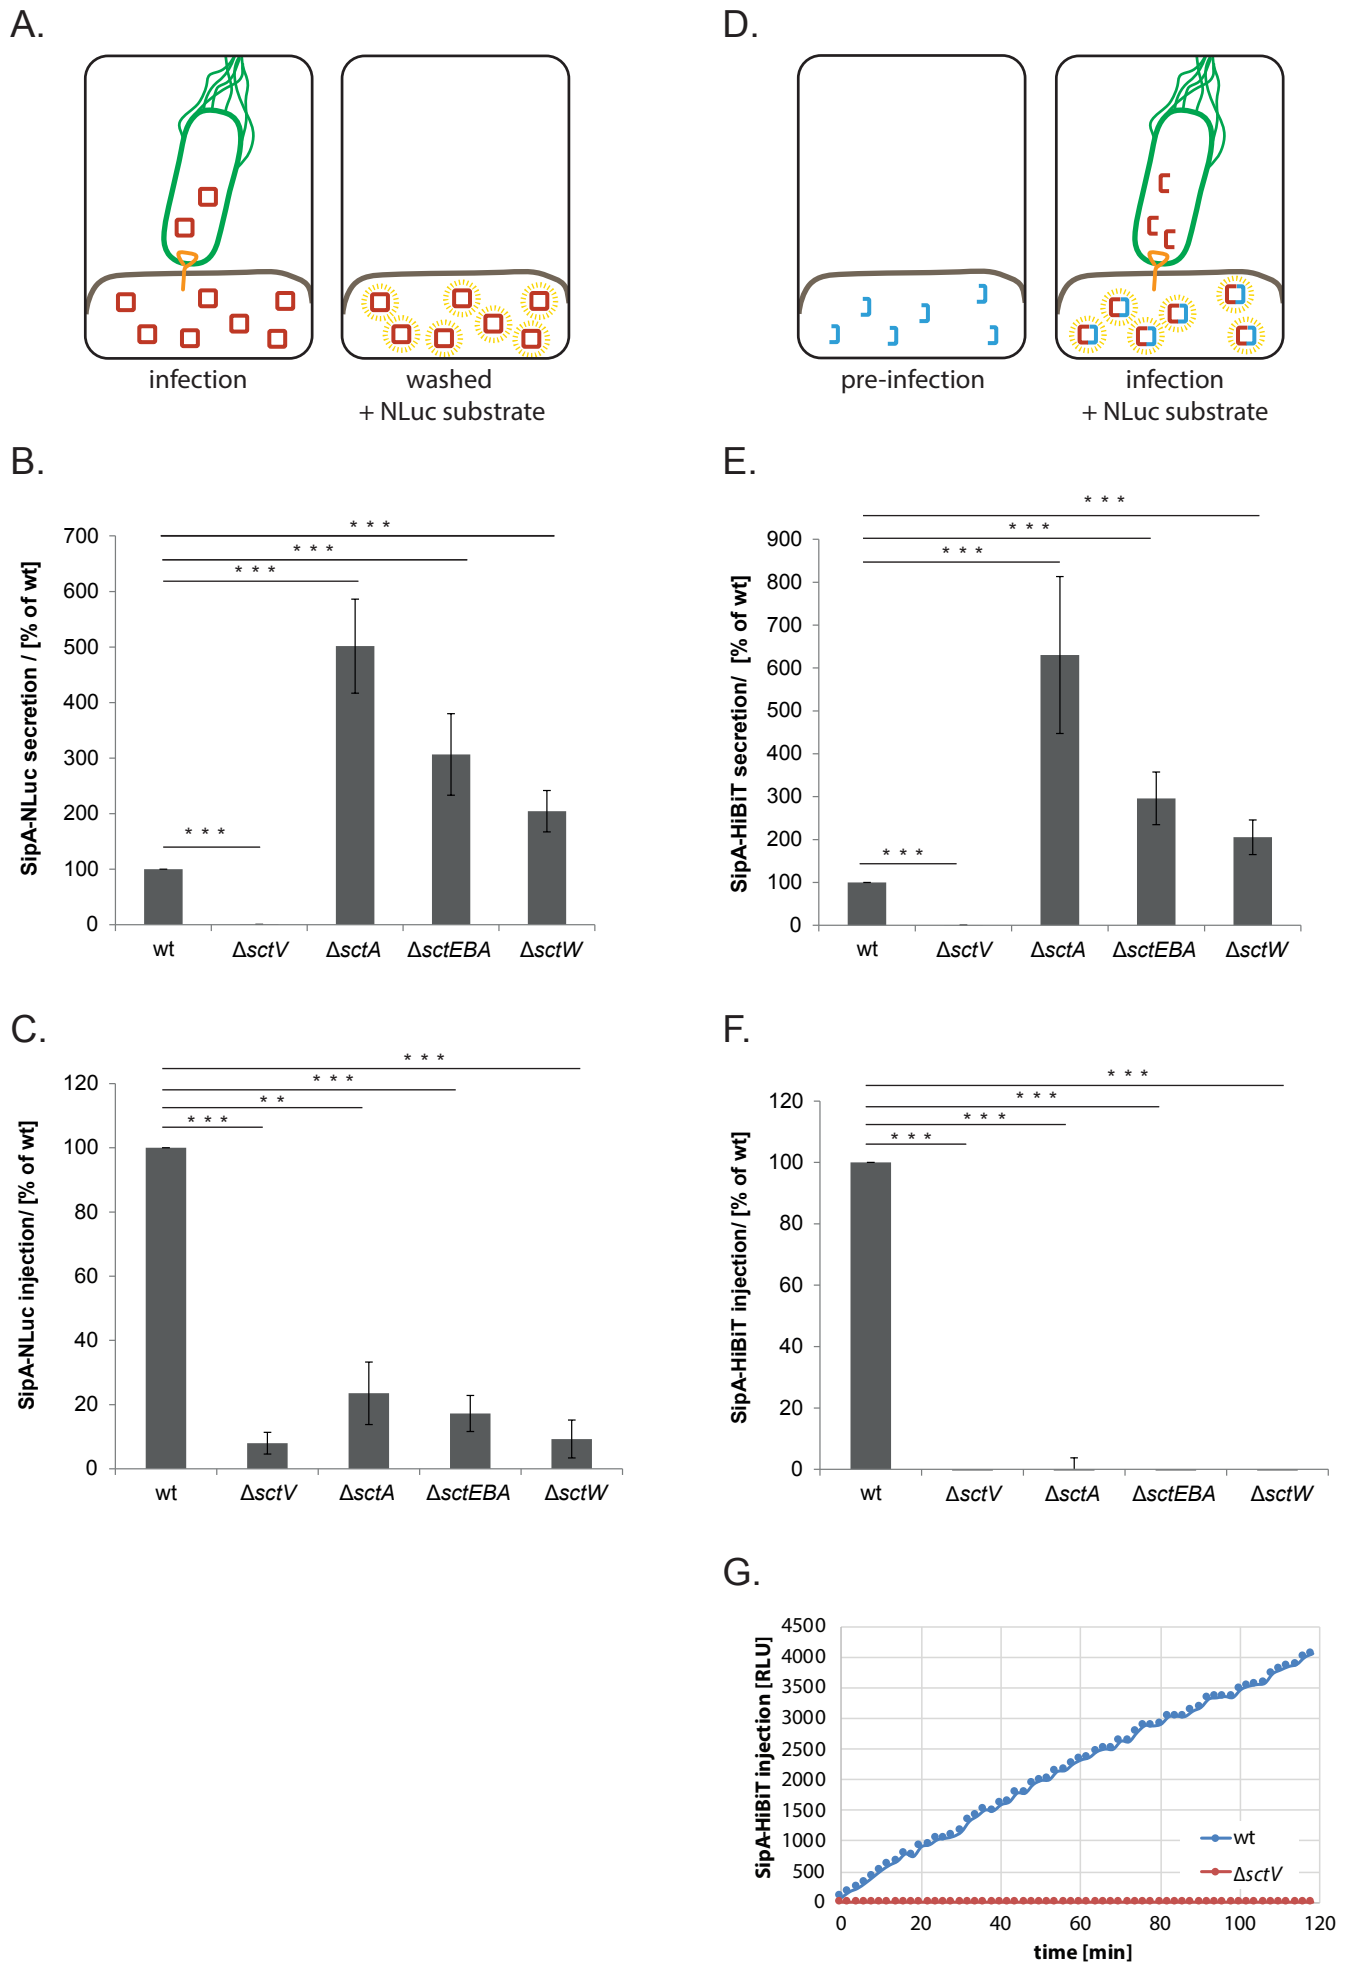 A.
infection
washed
+ NLuc substrate
D.
pre-infection
infection
+ NLuc substrate
B.
SipA-NLuc secretion / [% of wt]
700
600
500
400
300
200
100
0
* * *
* * *
* * *
* * *
wt
ΔsctV
ΔsctA
ΔsctEBA
ΔsctW
E.
SipA-HiBiT secretion/ [% of wt]
900
800
700
600
500
400
300
200
100
0
* * *
* * *
* * *
* * *
wt
ΔsctV
ΔsctA
ΔsctEBA
ΔsctW
C.
SipA-NLuc injection/ [% of wt]
120
100
80
60
40
20
0
* * *
* * *
* *
* * *
wt
ΔsctV
ΔsctA
ΔsctEBA
ΔsctW
F.
SipA-HiBiT injection/ [% of wt]
120
100
80
60
40
20
0
* * *
* * *
* * *
* * *
wt
ΔsctV
ΔsctA
ΔsctEBA
ΔsctW
G.
SipA-HiBiT injection [RLU]
4500
4000
3500
3000
2500
2000
1500
1000
500
0
wt
ΔsctV
0 20 40 60 80 100 120
time [min]